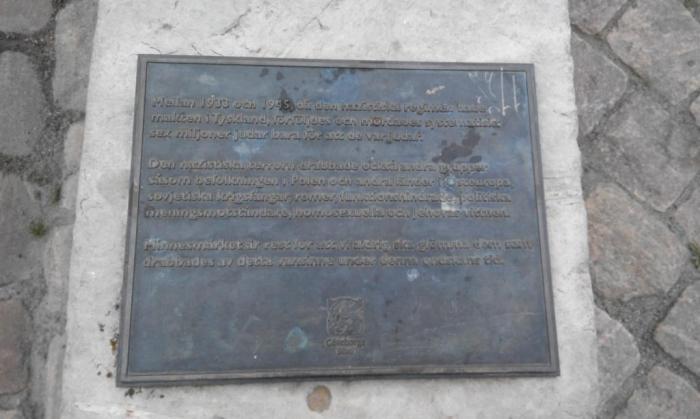 Mellan 1933 och 1945, då den nazistiska regimen hade
makten i Tyskland, förföljdes och mördades systematiskt
sex miljoner judar bara för att de var judar.
Den nazistiska terrorn drabbade också andra grupper
såsom befolkningen i Polen och andra länder i Östeuropa,
sovjetiska krigsfångar, romer, funktionshindrade, politiska
meningsmotståndare, homosexuella och Jehovas vittnen.
Minnesmärket är rest för att vi aldrig ska glömma dem som
drabbades av detta vansinne under denna ondskans tid.
Göteborgs
Stad